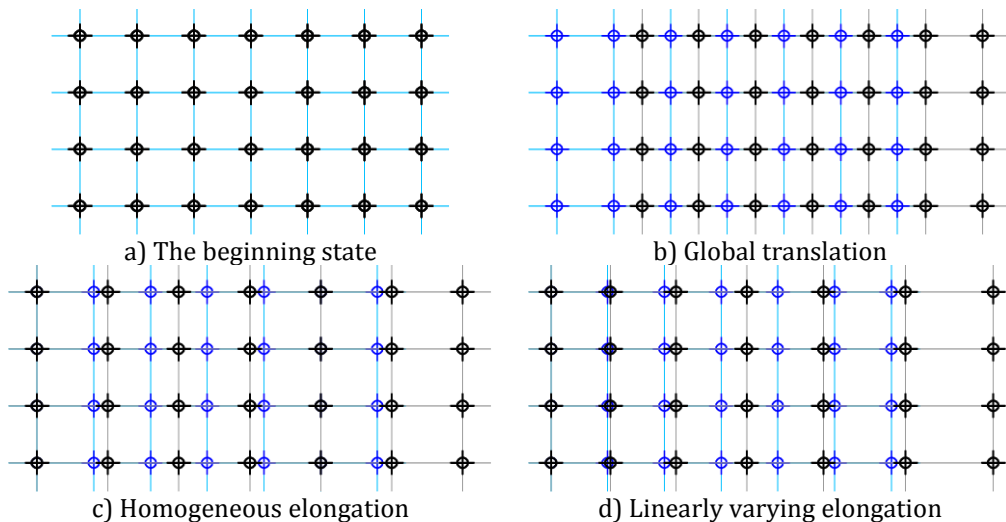 a) The beginning state
b) Global translation
c) Homogeneous elongation
d) Linearly varying elongation